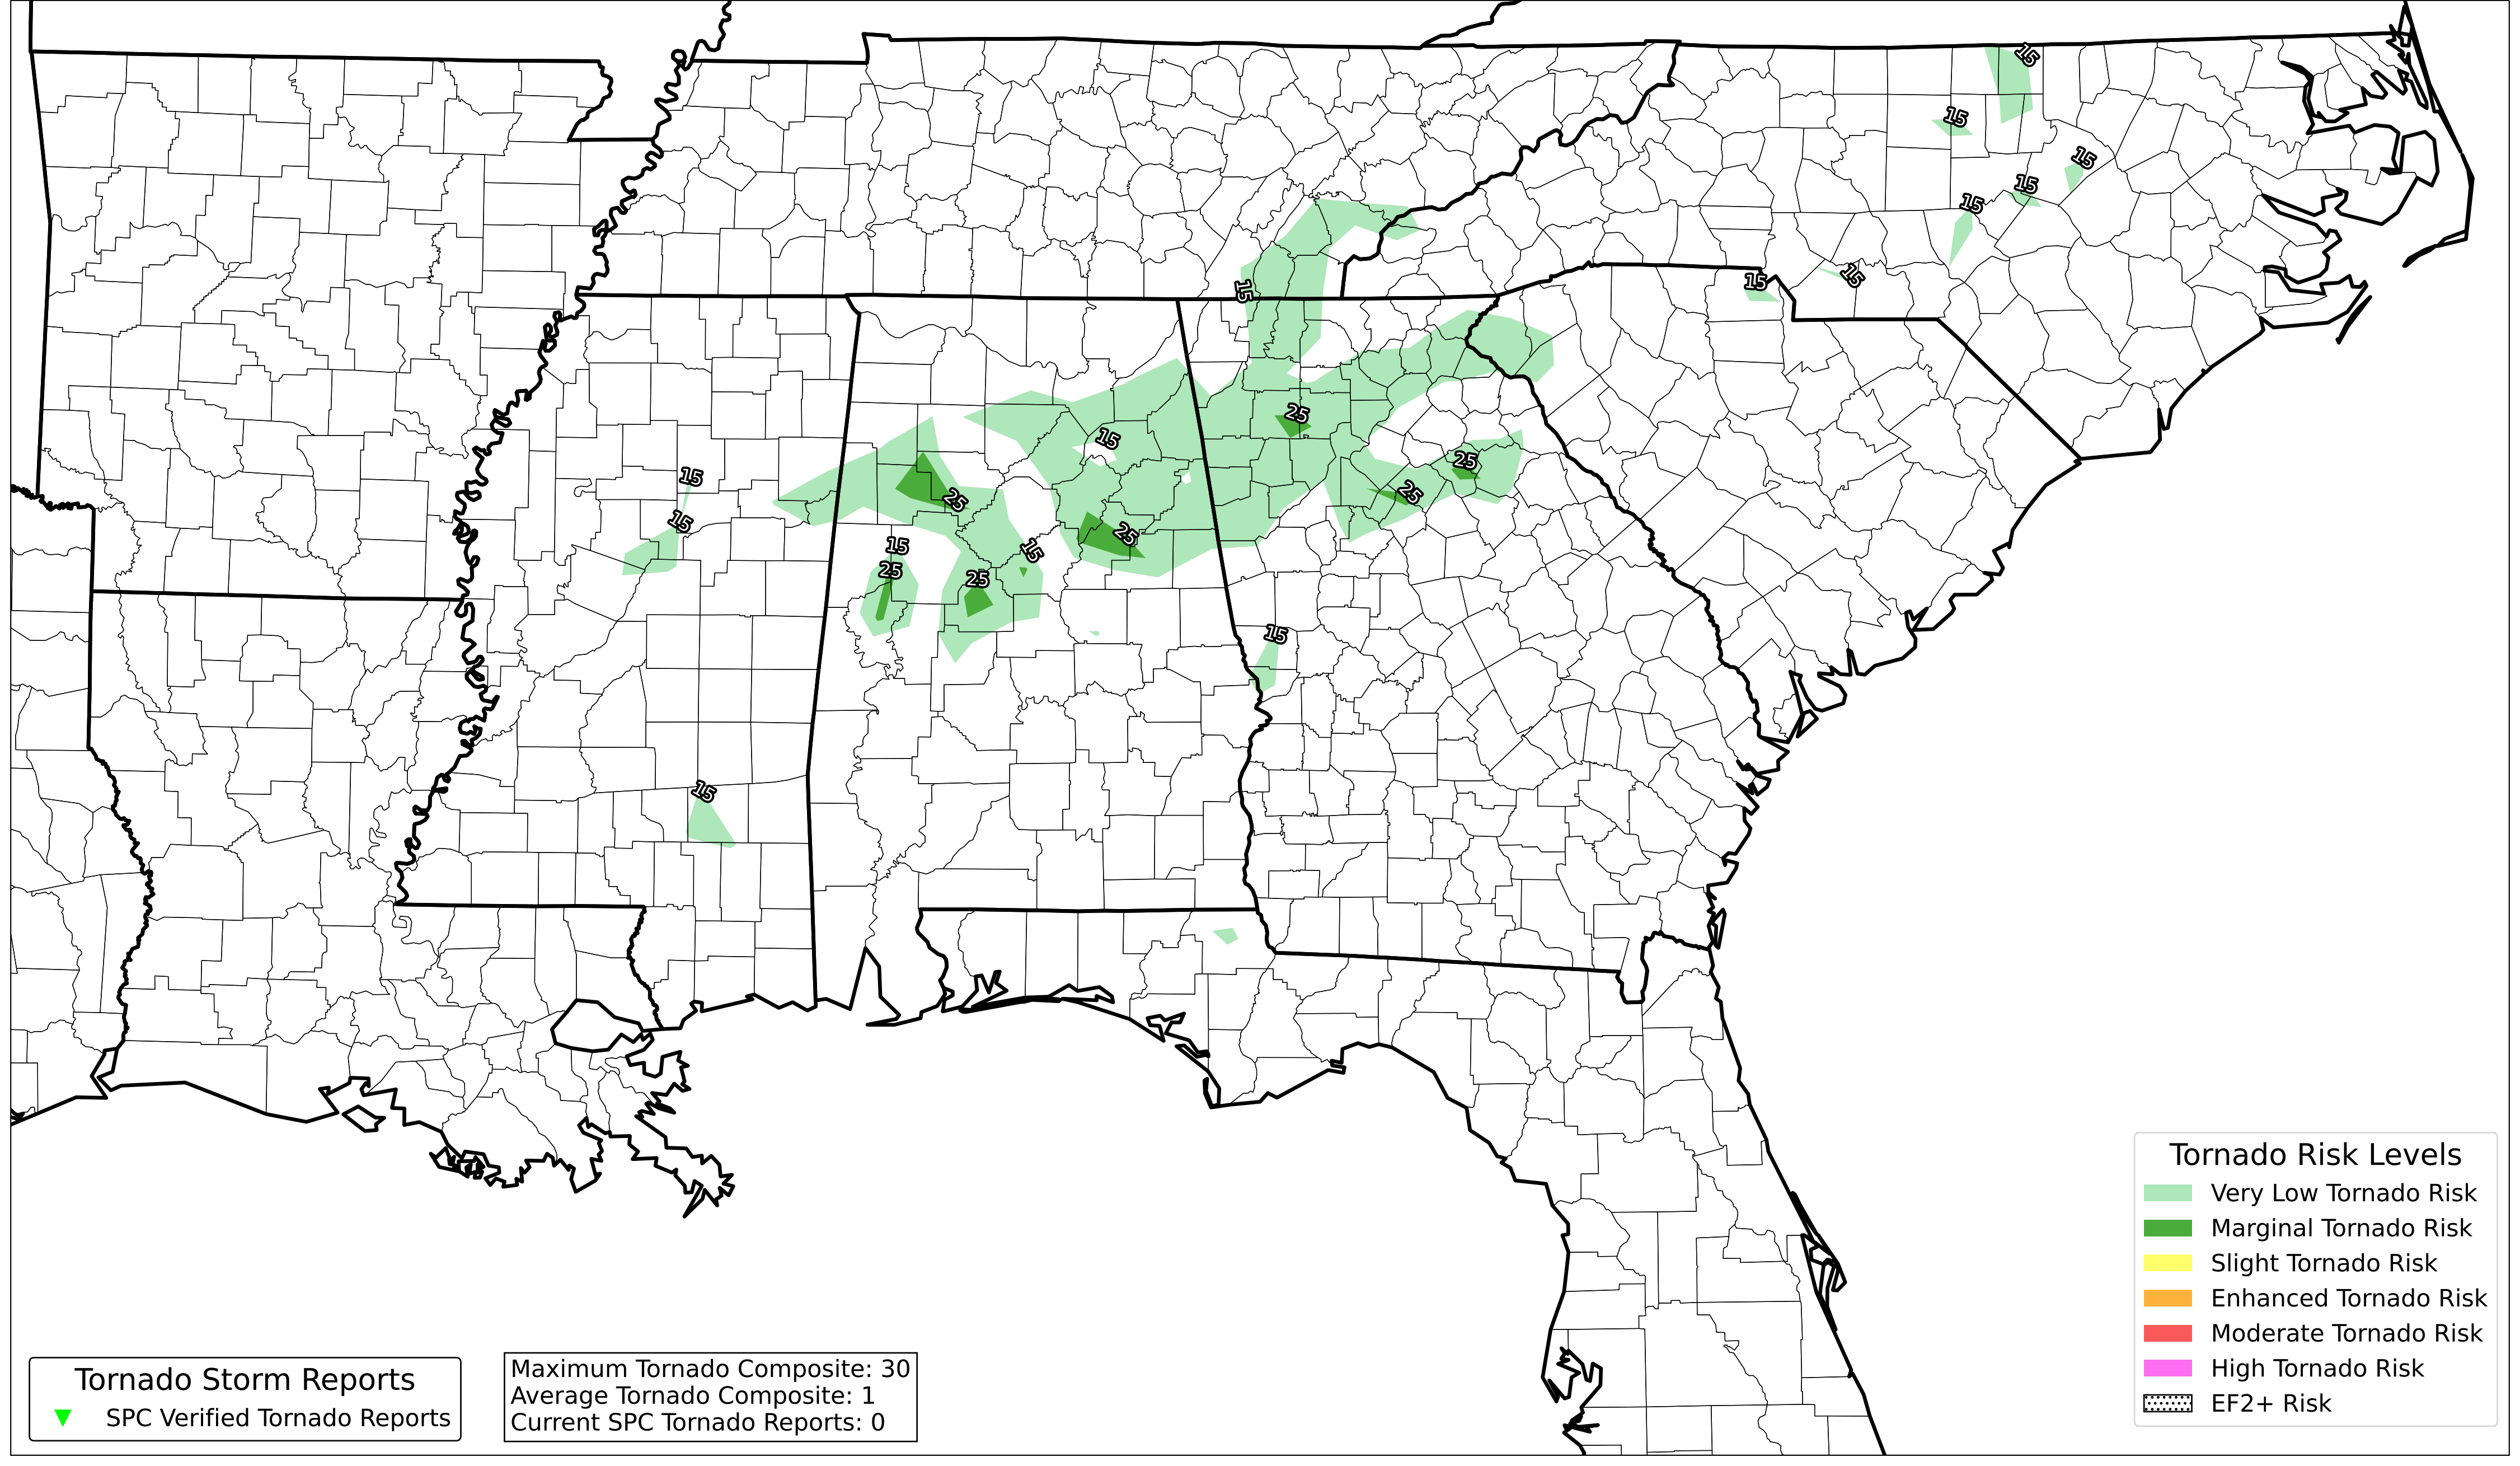 15
15
15
15
15
15
15
15
15
25
15
25
15
25
25
15
25
15
15
25
25
15
15
Tornado Risk Levels
Very Low Tornado Risk
Marginal Tornado Risk
Slight Tornado Risk
Enhanced Tornado Risk
Moderate Tornado Risk
High Tornado Risk
EF2+ Risk
Tornado Storm Reports
SPC Verified Tornado Reports
Maximum Tornado Composite: 30
Average Tornado Composite: 1
Current SPC Tornado Reports: 0